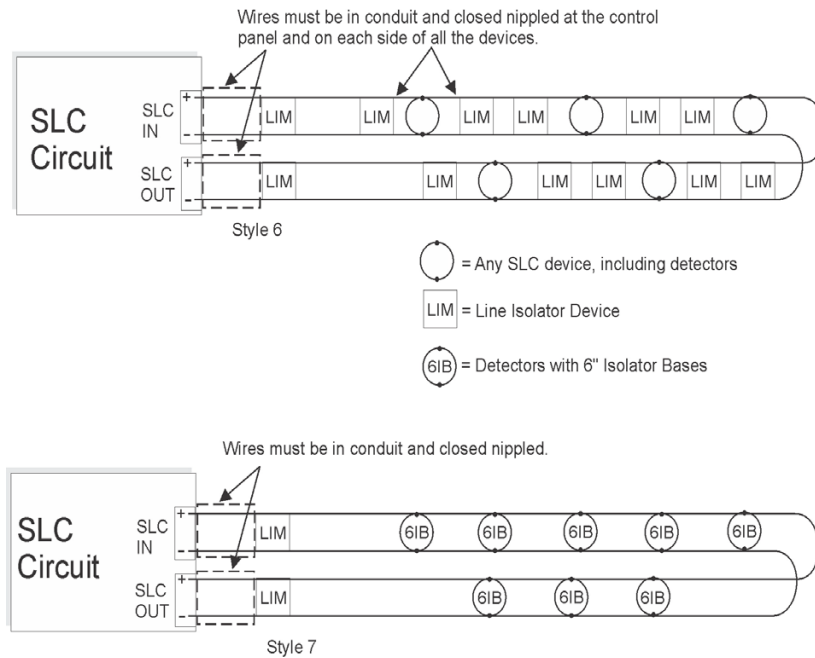 Wires must be in conduit and closed nippled at the control
panel and on each side of all the devices.
SLC
Circuit
+
SLC
IN
-
LIM
LIM
LIM
LIM
LIM
LIM
+
SLC
OUT
-
LIM
LIM
LIM
LIM
LIM
LIM
Style 6
= Any SLC device, including detectors
LIM = Line Isolator Device
6IB = Detectors with 6" Isolator Bases
Wires must be in conduit and closed nippled.
SLC
Circuit
+
SLC
IN
-
LIM
6IB
6IB
6IB
6IB
6IB
+
SLC
OUT
-
LIM
6IB
6IB
6IB
Style 7